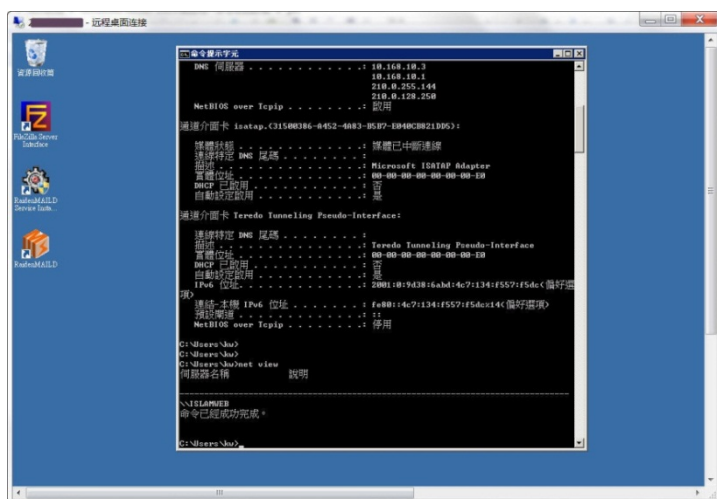 - 远程桌面连接
資源回收筒
FileZilla Server
Interface
RaidenMAILD
Service Insta...
RaidenMAILD
命令提示字元
DNS 伺服器 . . . . . . . . . . . . .: 10.168.10.3
10.168.10.1
210.0.255.144
210.0.128.250
NetBIOS over Tcpip . . . . . . . .: 啟用
通道介面卡 isatap.{31500386-A452-4A83-B5B7-E040CB821DD5}:
媒體狀態 . . . . . . . . . . . . .: 媒體已中斷連線
連線特定 DNS 尾碼 . . . . . . . . :
描述 . . . . . . . . . . . . . . .: Microsoft ISATAP Adapter
實體位址 . . . . . . . . . . . . .: 00-00-00-00-00-00-00-E0
DHCP 已啟用 . . . . . . . . . . . : 否
自動設定啟用 . . . . . . . . . . .: 是
通道介面卡 Teredo Tunneling Pseudo-Interface:
連線特定 DNS 尾碼 . . . . . . . . :
描述 . . . . . . . . . . . . . . .: Teredo Tunneling Pseudo-Interface
實體位址 . . . . . . . . . . . . .: 00-00-00-00-00-00-00-E0
DHCP 已啟用 . . . . . . . . . . . : 否
自動設定啟用 . . . . . . . . . . .: 是
IPv6 位址. . . . . . . . . . . . .: 2001:0:9d38:6abd:4c7:134:f557:f5dc(偏好選
項)
連結-本機 IPv6 位址 . . . . . . . : fe80::4c7:134:f557:f5dc%14(偏好選項)
預設閘道 . . . . . . . . . . . . .: ::
NetBIOS over Tcpip . . . . . . . .: 停用
C:\Users\kw>
C:\Users\kw>
C:\Users\kw>net view
伺服器名稱 說明
-------------------------------------------------------------------------------
\\ISLAMWEB
命令已經成功完成。
C:\Users\kw>_